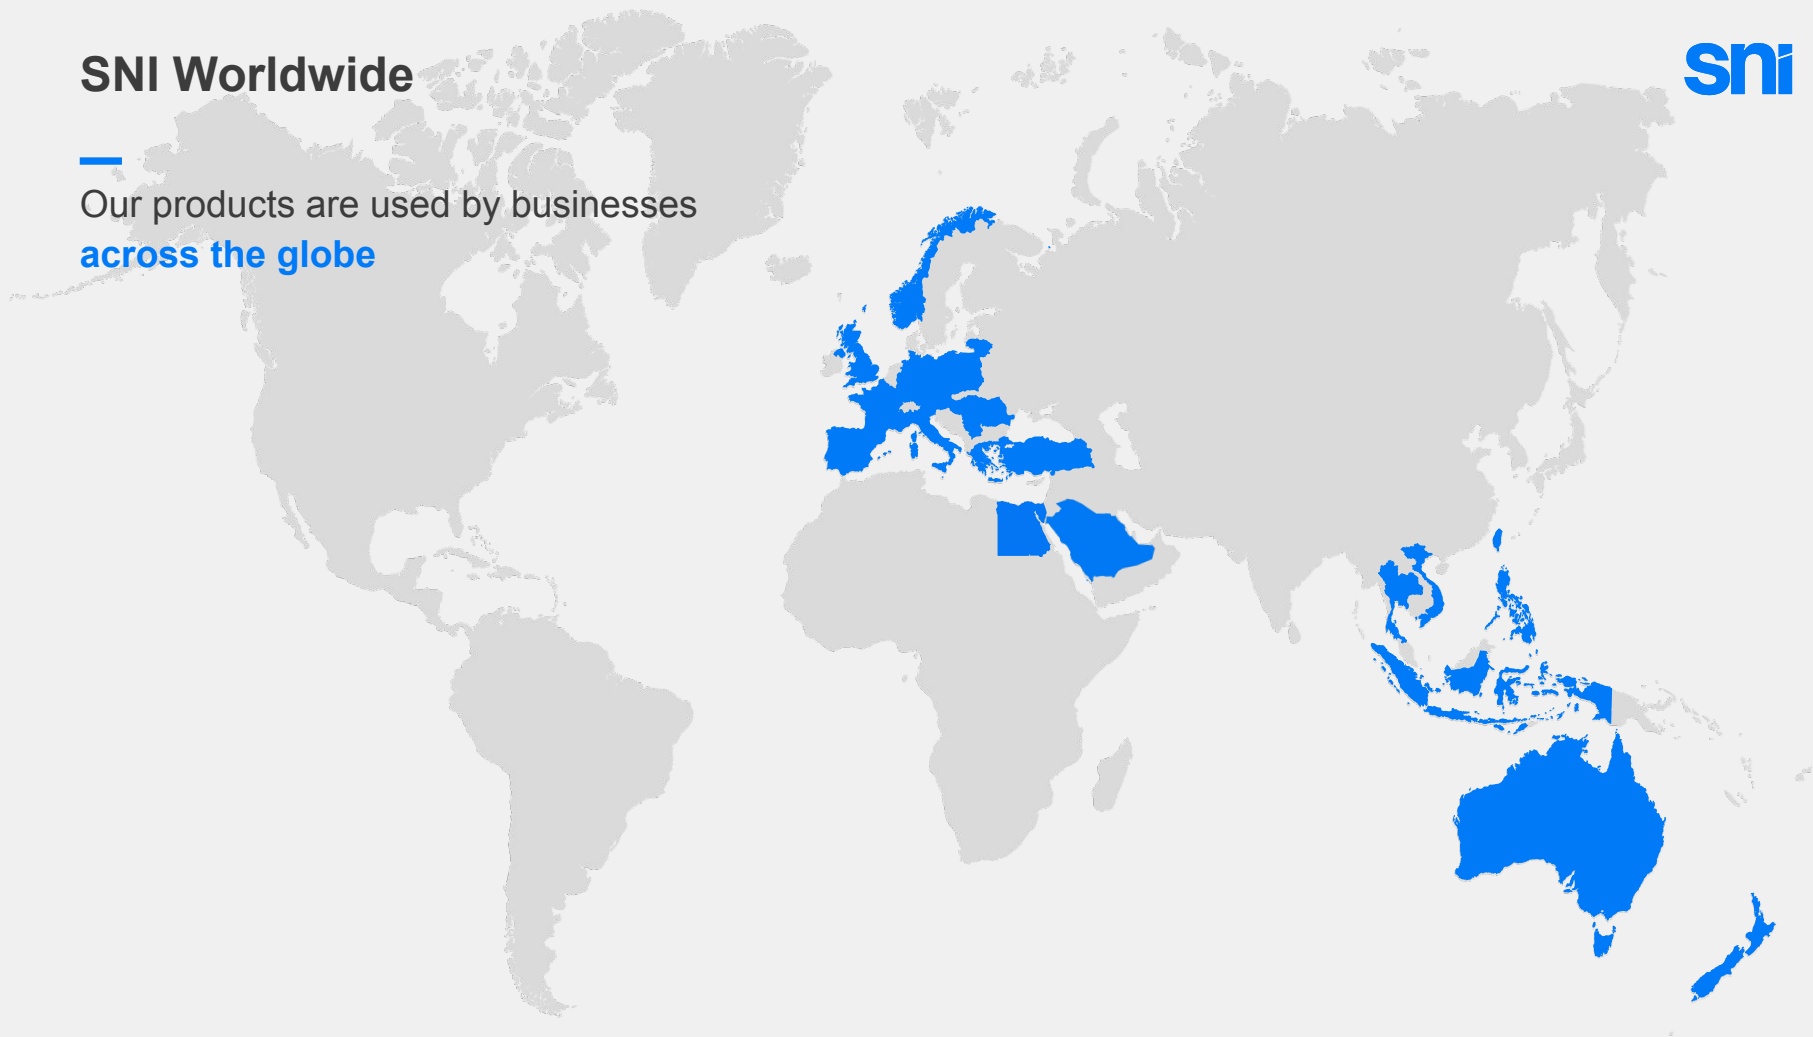 SNI Worldwide
sni
Our products are used by businesses
across the globe